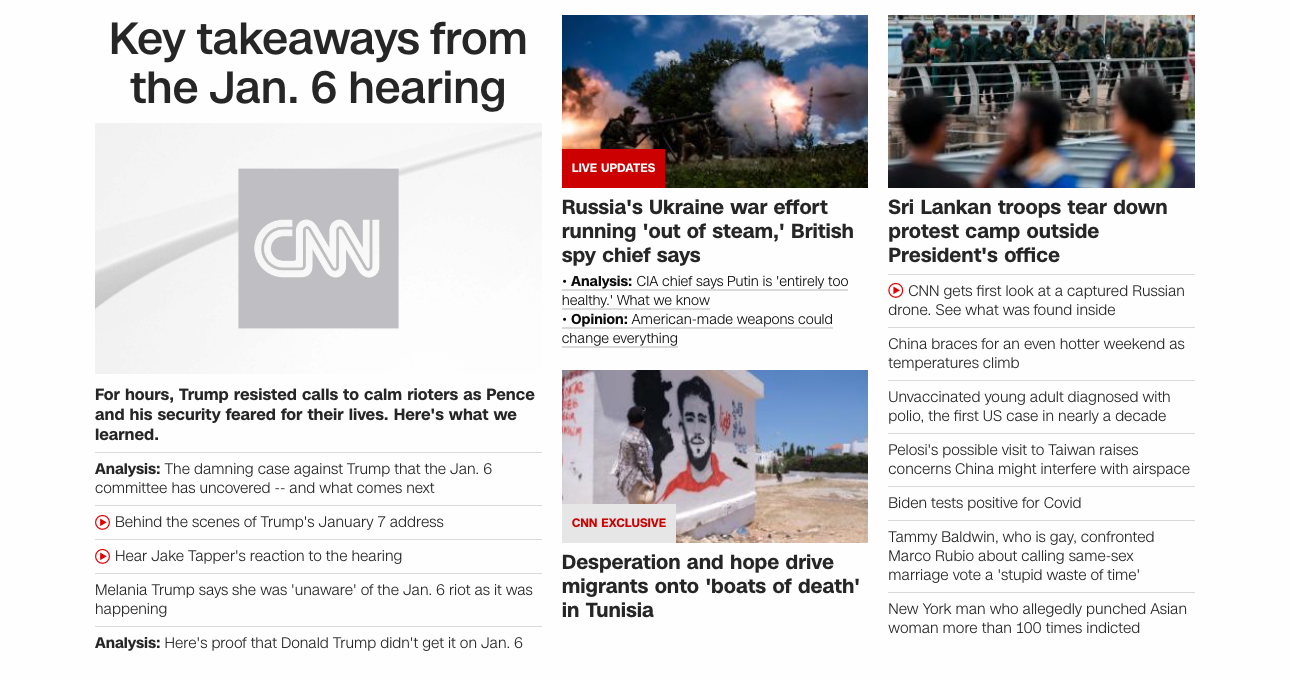 Key takeaways from
the Jan. 6 hearing
CNN
For hours, Trump resisted calls to calm rioters as Pence
and his security feared for their lives. Here's what we
learned.
Analysis: The damning case against Trump that the Jan. 6
committee has uncovered -- and what comes next
Behind the scenes of Trump's January 7 address
Hear Jake Tapper's reaction to the hearing
Melania Trump says she was 'unaware' of the Jan. 6 riot as it was
happening
Analysis: Here's proof that Donald Trump didn't get it on Jan. 6
LIVE UPDATES
Russia's Ukraine war effort
running 'out of steam,' British
spy chief says
• Analysis: CIA chief says Putin is 'entirely too
healthy.' What we know
• Opinion: American-made weapons could
change everything
CNN EXCLUSIVE
Desperation and hope drive
migrants onto 'boats of death'
in Tunisia
Sri Lankan troops tear down
protest camp outside
President's office
CNN gets first look at a captured Russian
drone. See what was found inside
China braces for an even hotter weekend as
temperatures climb
Unvaccinated young adult diagnosed with
polio, the first US case in nearly a decade
Pelosi's possible visit to Taiwan raises
concerns China might interfere with airspace
Biden tests positive for Covid
Tammy Baldwin, who is gay, confronted
Marco Rubio about calling same-sex
marriage vote a 'stupid waste of time'
New York man who allegedly punched Asian
woman more than 100 times indicted